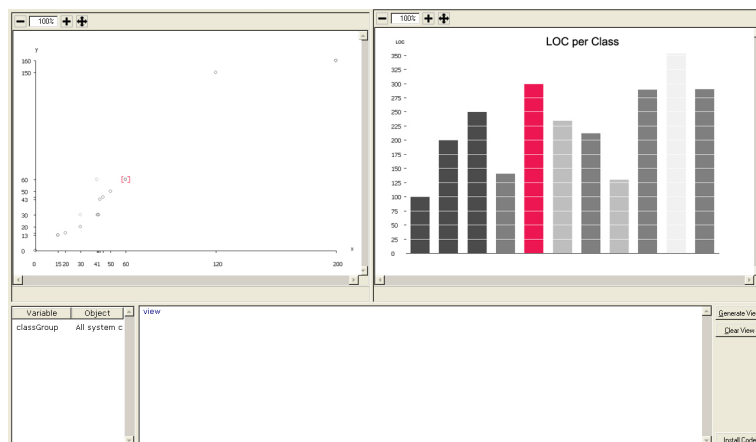 100%
y
160
150
60
50
43
30
20
13
0
x
0 15 20 30 41 50 60 120 200
100%
LOC
LOC per Class
350
325
300
275
250
225
200
175
150
125
100
75
50
25
0
Variable Object
classGroup All system c
view
Generate Vie
Clear View
Install Code